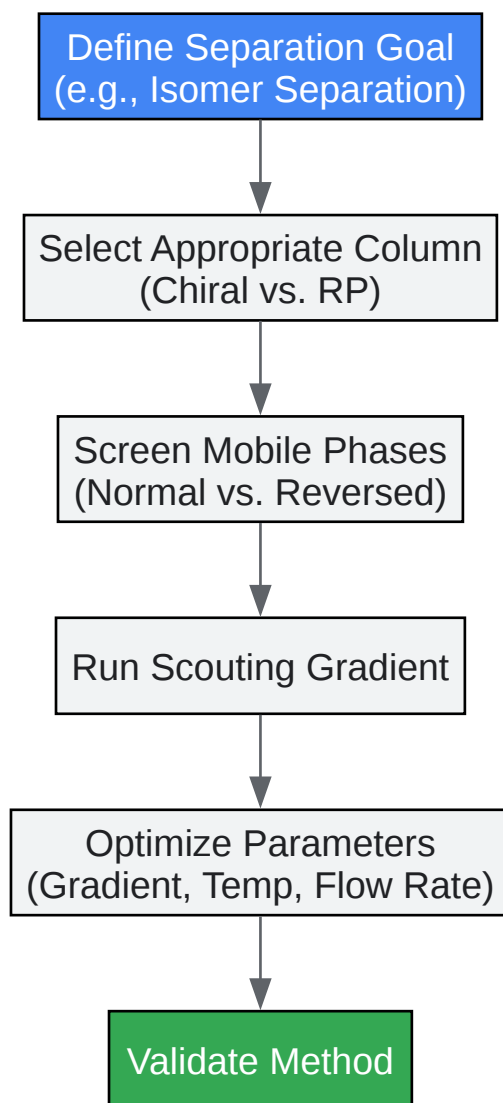 Define Separation Goal
(e.g., Isomer Separation)
Select Appropriate Column
(Chiral vs. RP)
Screen Mobile Phases
(Normal vs. Reversed)
Run Scouting Gradient
Optimize Parameters
(Gradient, Temp, Flow Rate)
Validate Method